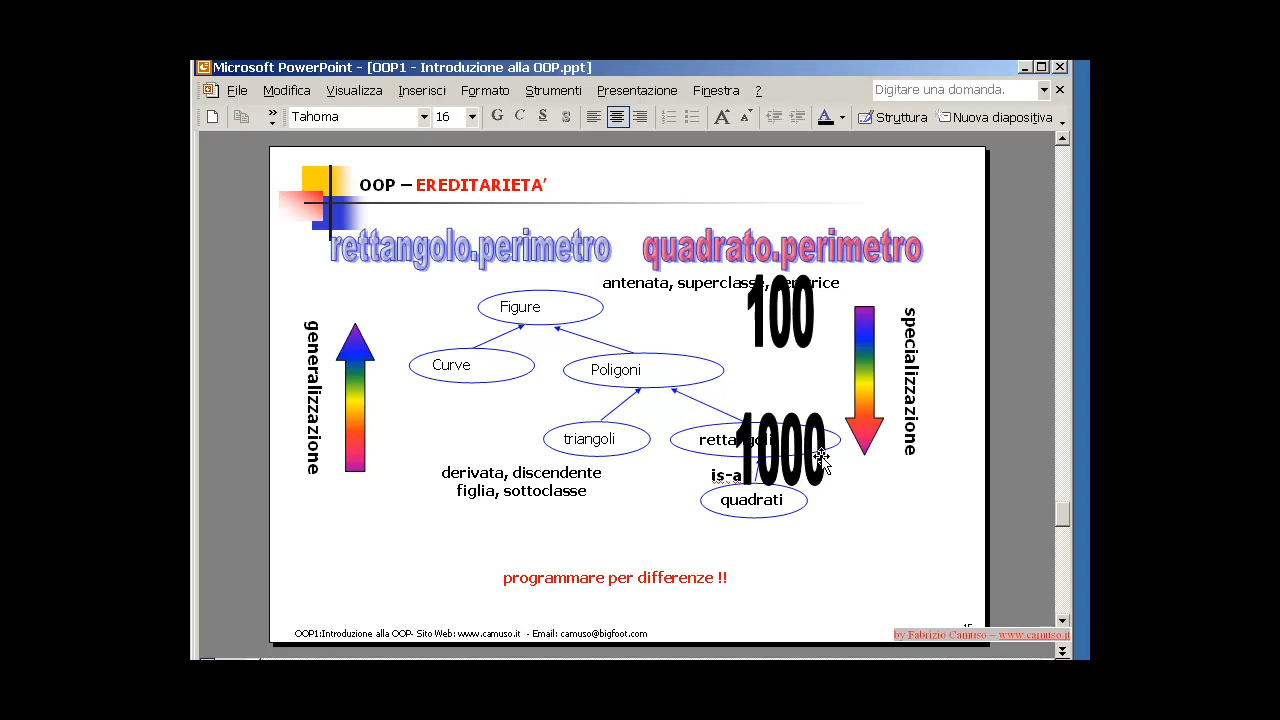 Microsoft PowerPoint - [OOP1 - Introduzione alla OOP.ppt]
File Modifica Visualizza Inserisci Formato Strumenti Presentazione Finestra ? Digitare una domanda.
Tahoma 16 G C S S Struttura Nuova diapositiva
OOP – EREDITARIETA’
rettangolo.perimetro quadrato.perimetro
antenata, superclasse,
100
Figure
generalizzazione
specializzazione
Curve
Poligoni
1000
triangoli
rettangoli
derivata, discendente
figlia, sottoclasse
is-a
quadrati
programmare per differenze !!
OOP1:Introduzione alla OOP- Sito Web: www.camuso.it - Email: camuso@bigfoot.com
by Fabrizio Camuso – www.camuso.it